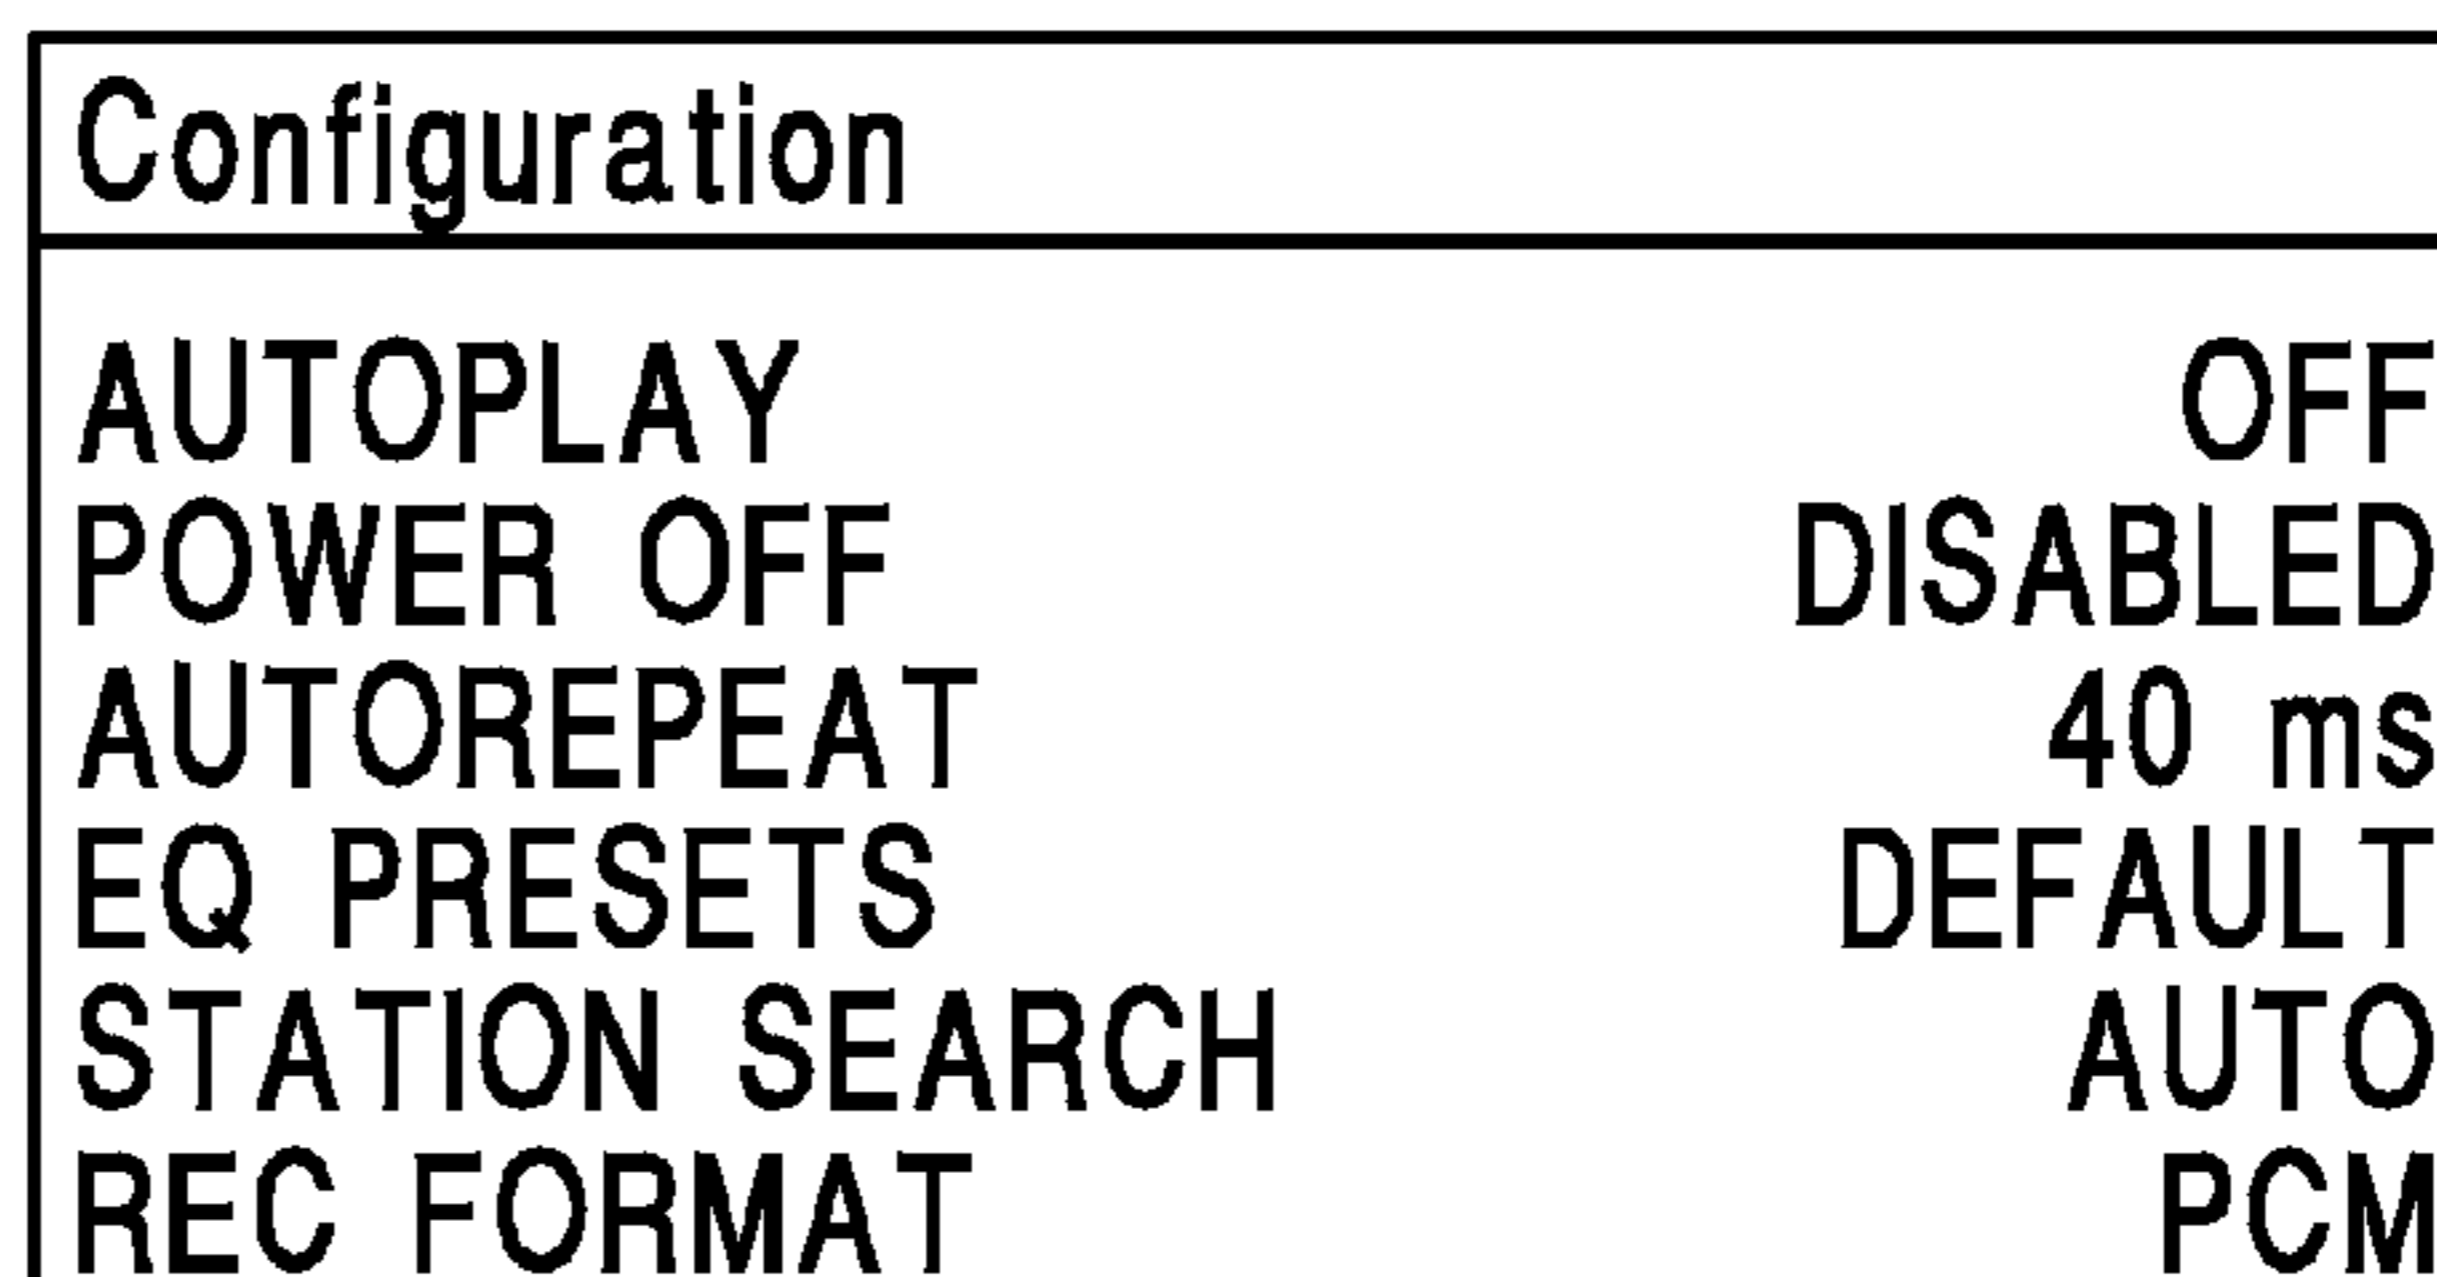 Configuration
AUTOPLAY OFF
POWER OFF DISABLED
AUTOREPEAT 40 ms
EQ PRESETS DEFAULT
STATION SEARCH AUTO
REC FORMAT PCM